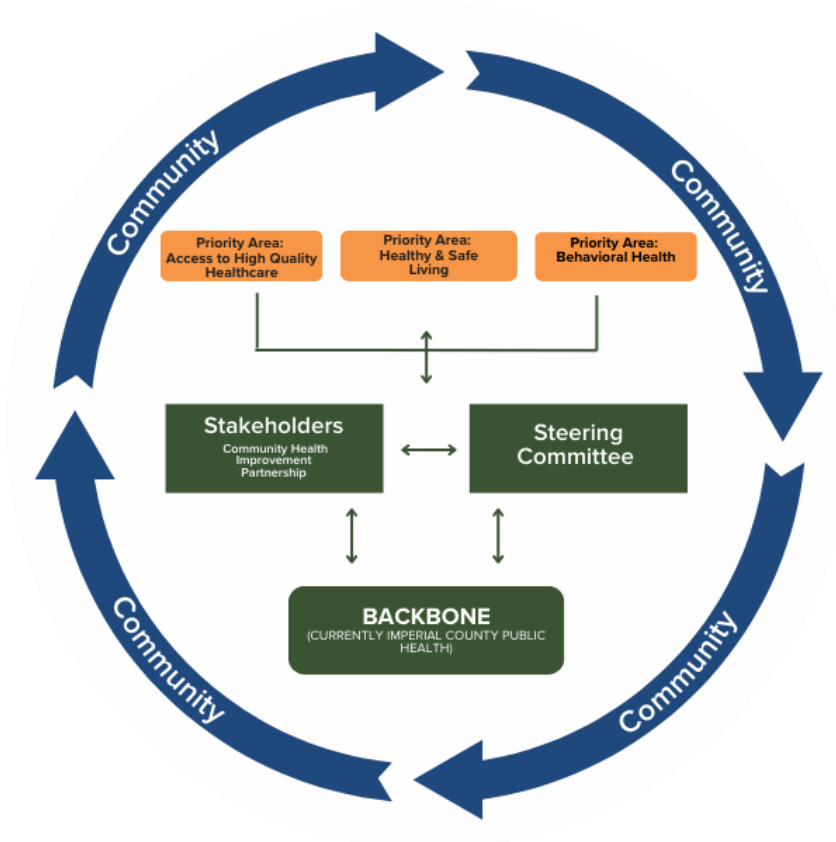 Community
Community
Priority Area:
Access to High Quality
Healthcare
Priority Area:
Healthy & Safe
Living
Priority Area:
Behavioral Health
Stakeholders
Community Health
Improvement
Partnership
Steering
Committee
BACKBONE
(CURRENTLY IMPERIAL COUNTY PUBLIC
HEALTH)
Community
Community